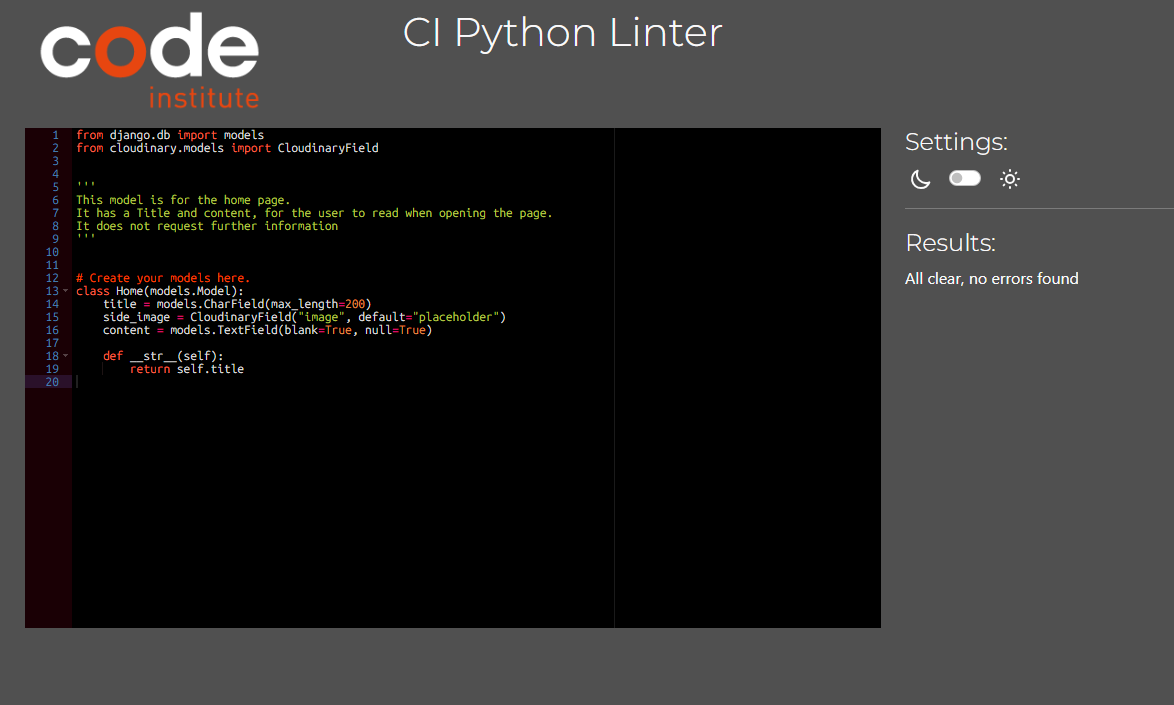 code
institute
CI Python Linter
1 from django.db import models
2 from cloudinary.models import CloudinaryField
3
4
5 '''
6 This model is for the home page.
7 It has a Title and content, for the user to read when opening the page.
8 It does not request further information
9 '''
10
11
12 # Create your models here.
13 class Home(models.Model):
14     title = models.CharField(max_length=200)
15     side_image = CloudinaryField("image", default="placeholder")
16     content = models.TextField(blank=True, null=True)
17
18     def __str__(self):
19         return self.title
20
Settings:
Results:
All clear, no errors found